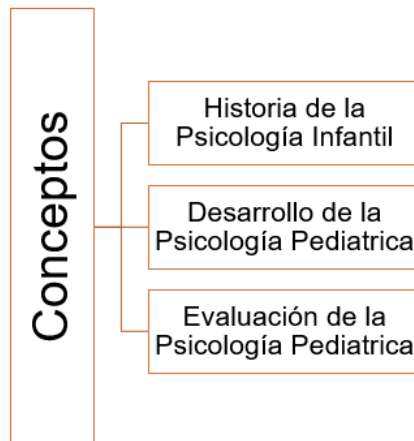 Conceptos
Historia de la
Psicología Infantil
Desarrollo de la
Psicología Pediatrica
Evaluación de la
Psicología Pediatrica